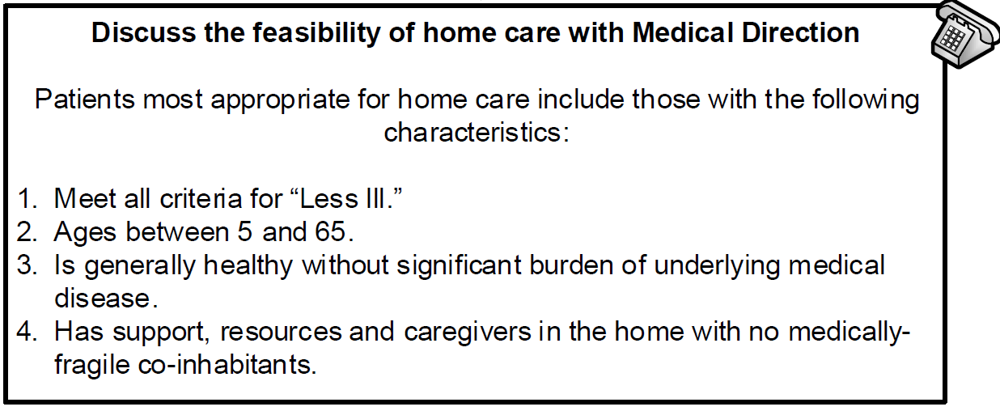 Discuss the feasibility of home care with Medical Direction
Patients most appropriate for home care include those with the following
characteristics:
1. Meet all criteria for “Less Ill.”
2. Ages between 5 and 65.
3. Is generally healthy without significant burden of underlying medical
disease.
4. Has support, resources and caregivers in the home with no medically-
fragile co-inhabitants.